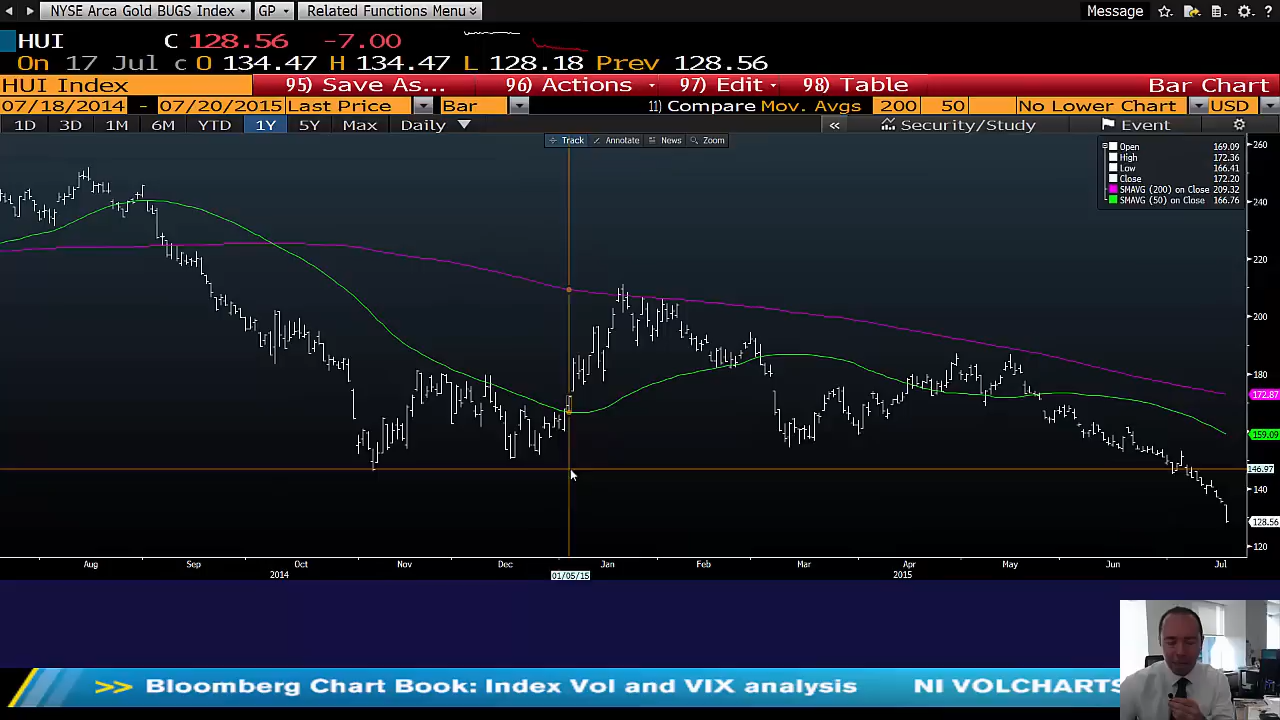 NYSE Arca Gold BUGS Index GP Related Functions Menu Message ?
HUI C 128.56 -7.00
On 17 Jul c O 134.47 H 134.47 L 128.18 Prev 128.56
HUI Index 95) Save As... 96) Actions 97) Edit 98) Table Bar Chart
07/18/2014 - 07/20/2015 Last Price Bar 11) Compare Mov. Avgs 200 50 No Lower Chart USD
1D 3D 1M 6M YTD 1Y 5Y Max Daily « Security/Study Event
Track Annotate News Zoom
Open 169.09
High 172.36
Low 166.41
Close 172.20
SMAVG (200) on Close 209.32
SMAVG (50) on Close 166.76
260
240
220
200
180
172.87
159.09
146.97
140
128.56
120
Aug Sep Oct Nov Dec Jan Feb Mar Apr May Jun Jul
2014 01/05/15 2015
>> Bloomberg Chart Book: Index Vol and VIX analysis NI VOLCHARTS